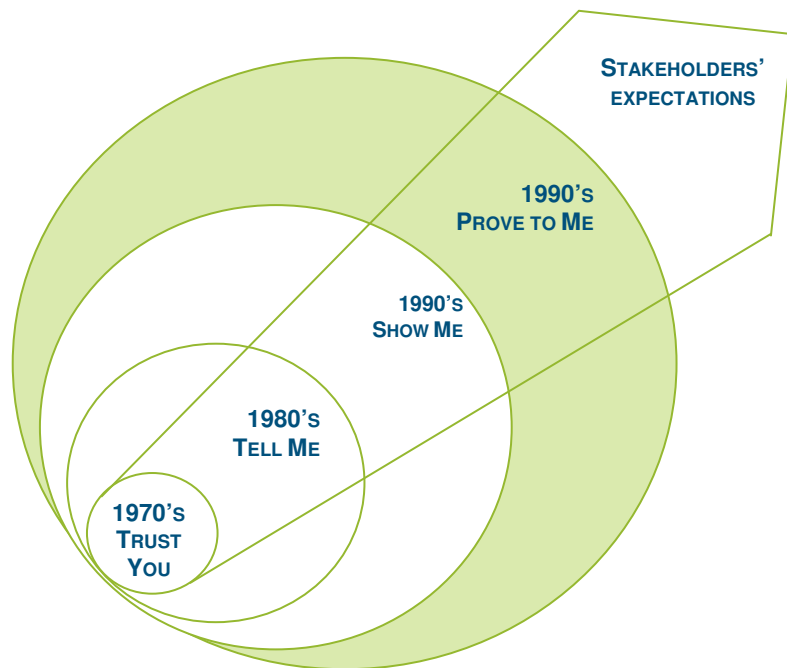 STAKEHOLDERS'
EXPECTATIONS
1990'S
PROVE TO ME
1990'S
SHOW ME
1980'S
TELL ME
1970'S
TRUST
YOU